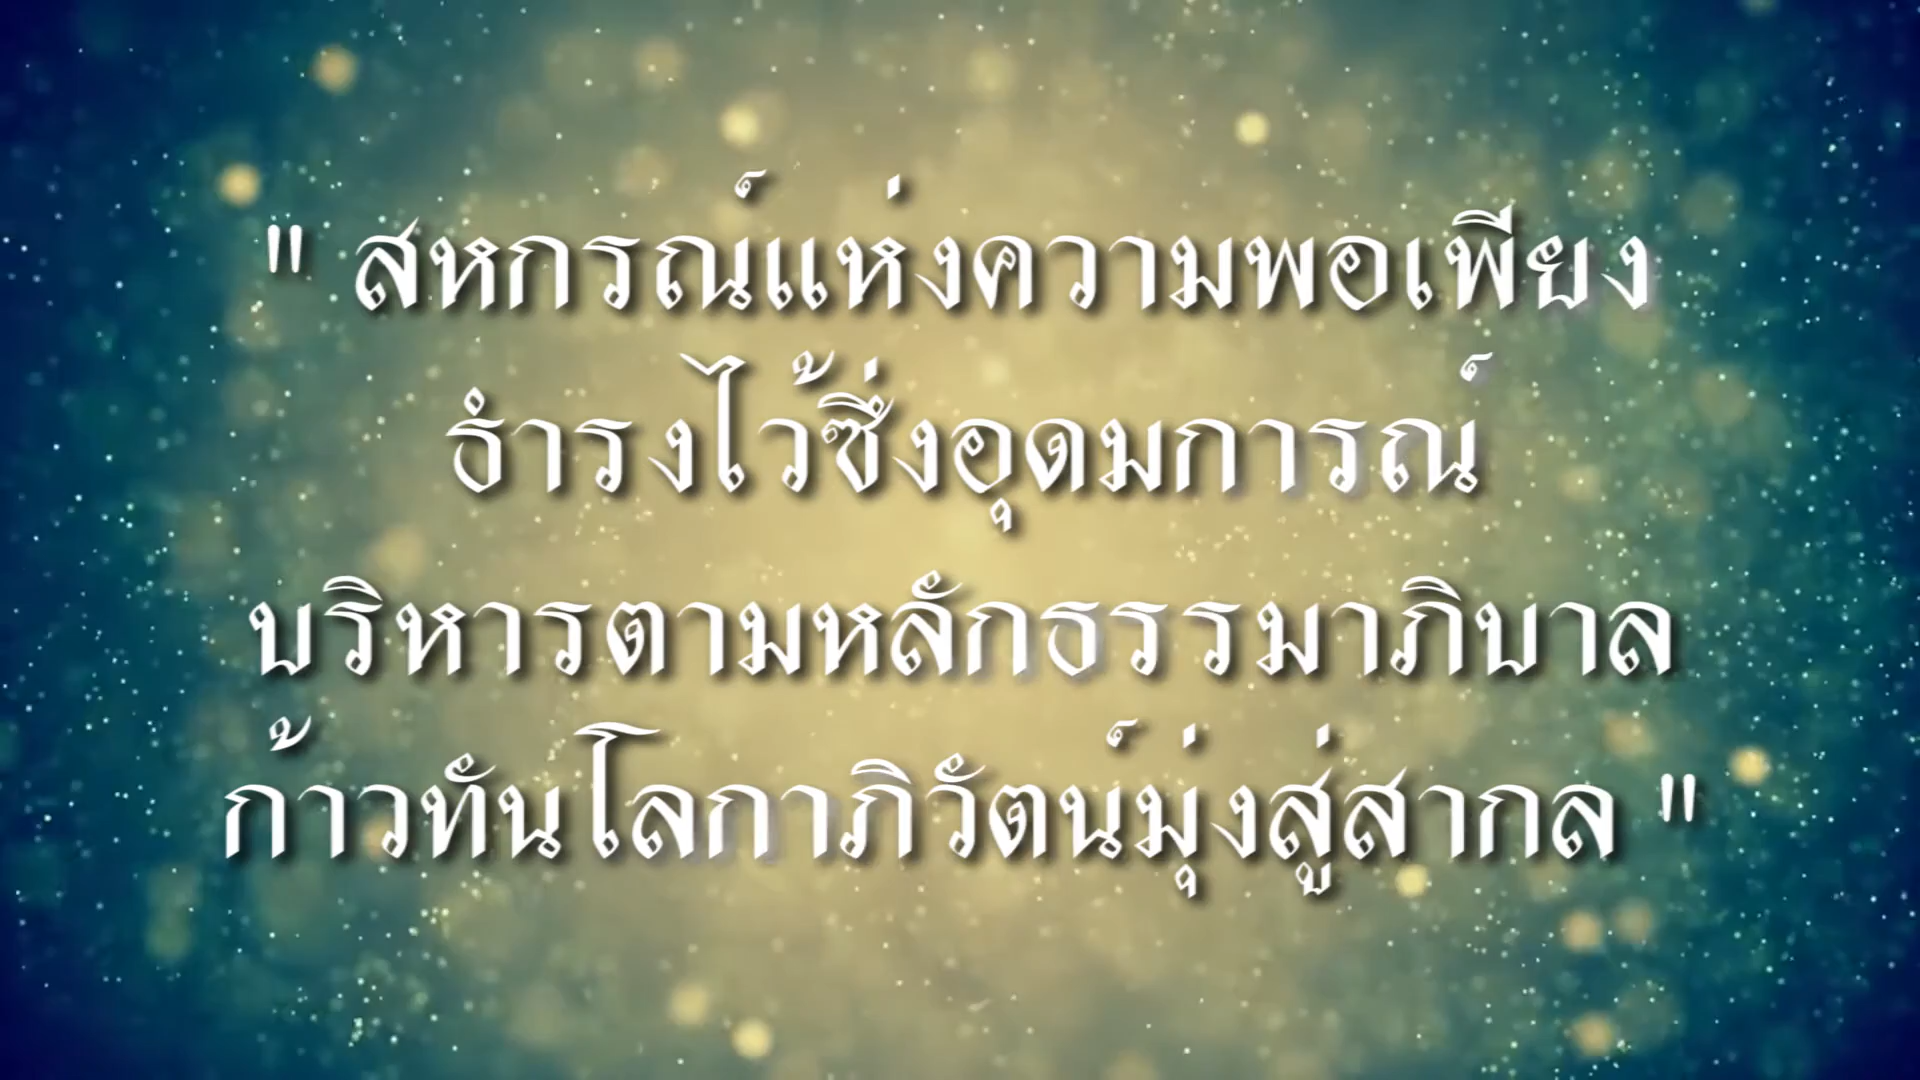 " สหกรณ์แห่งความพอเพียง
ธำรงไว้ซึ่งอุดมการณ์
บริหารตามหลักธรรมาภิบาล
ก้าวทันโลกาภิวัตน์มุ่งสู่สากล "